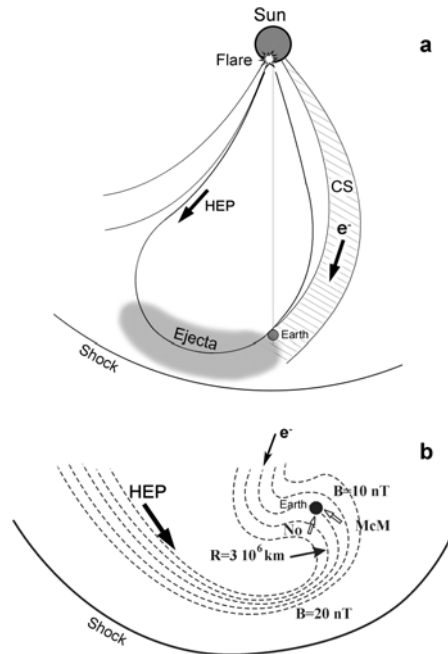 Sun
a
Flare
CS
HEP
e-
Ejecta
Earth
Shock
e-
b
HEP
Earth
B=10 nT
No
McM
R=3 10⁶ km
B=20 nT
Shock